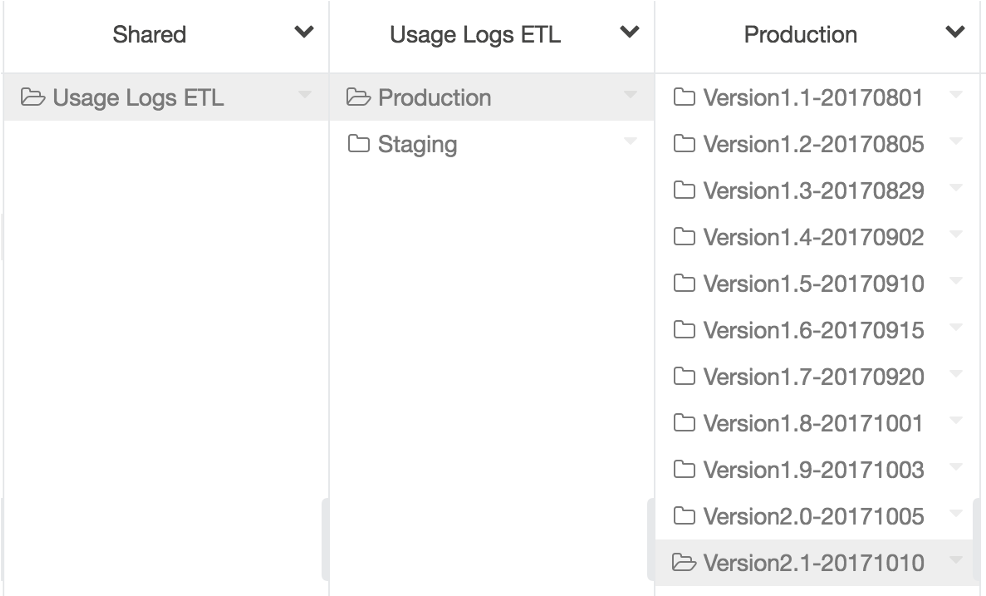 Shared
Usage Logs ETL
Production
Usage Logs ETL
Production
Staging
Version1.1-20170801
Version1.2-20170805
Version1.3-20170829
Version1.4-20170902
Version1.5-20170910
Version1.6-20170915
Version1.7-20170920
Version1.8-20171001
Version1.9-20171003
Version2.0-20171005
Version2.1-20171010